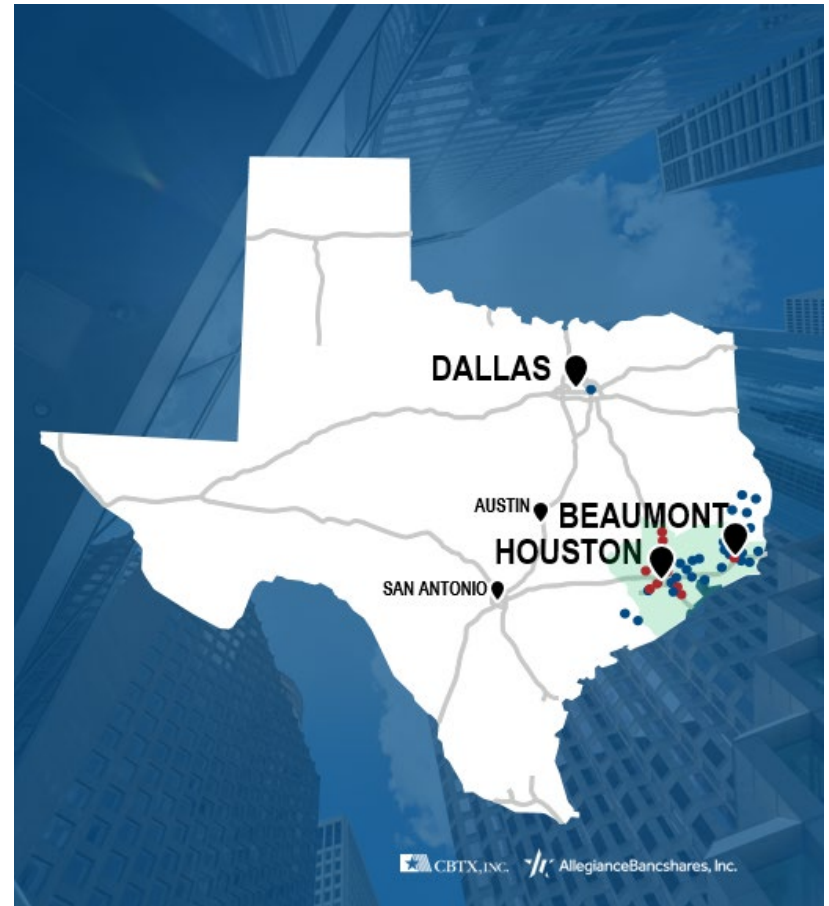 DALLAS
AUSTIN
BEAUMONT
HOUSTON
SAN ANTONIO
CBTX, INC.
AllegianceBancshares, Inc.